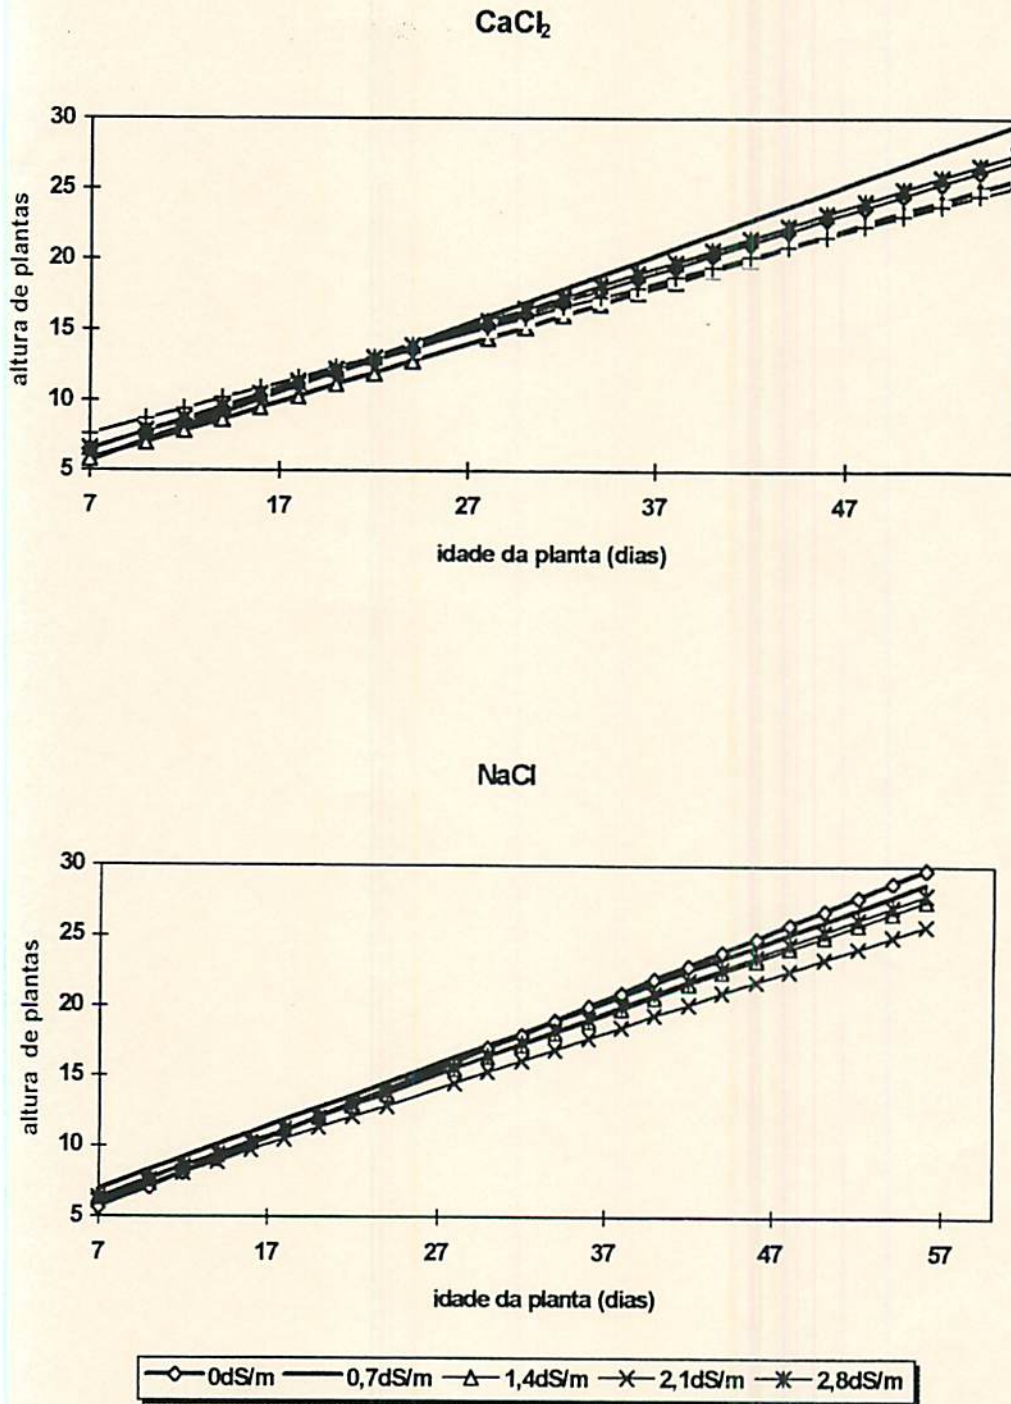 CaCl₂
30
25
20
15
10
5
altura de plantas
7 17 27 37 47
idade da planta (dias)
NaCl
30
25
20
15
10
5
altura de plantas
7 17 27 37 47 57
idade da planta (dias)
0dS/m 0,7dS/m 1,4dS/m 2,1dS/m 2,8dS/m